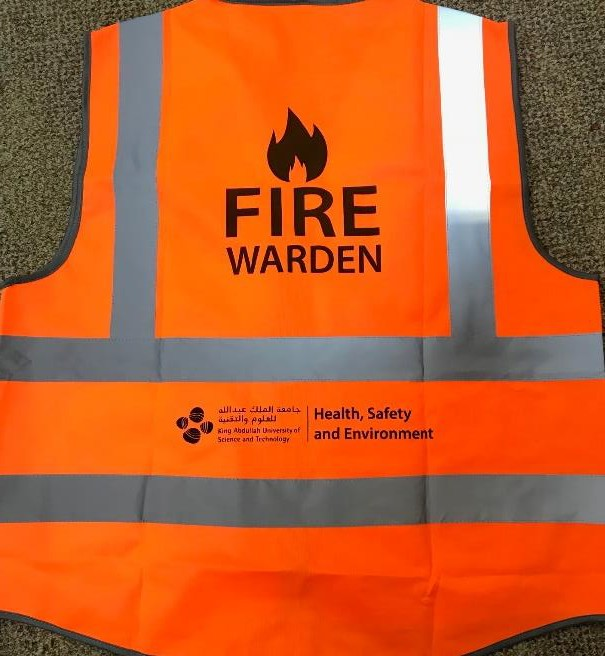 FIRE
WARDEN
جامعة الملك عبدالله
للعلوم والتقنية
King Abdullah University of
Science and Technology
Health, Safety
and Environment